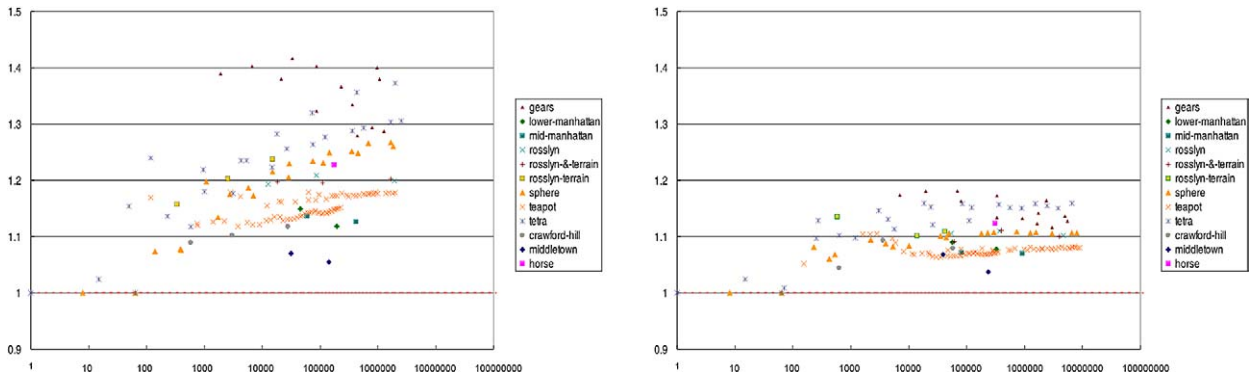 1.5
1.4
1.3
1.2
1.1
1
0.9
1 10 100 1000 10000 100000 1000000 10000000 100000000
gears
lower-manhattan
mid-manhattan
rosslyn
rosslyn-&-terrain
rosslyn-terrain
sphere
teapot
tetra
crawford-hill
middletown
horse
1.5
1.4
1.3
1.2
1.1
1
0.9
1 10 100 1000 10000 100000 1000000 10000000 100000000
gears
lower-manhattan
mid-manhattan
rosslyn
rosslyn-&-terrain
rosslyn-terrain
sphere
teapot
tetra
crawford-hill
middletown
horse